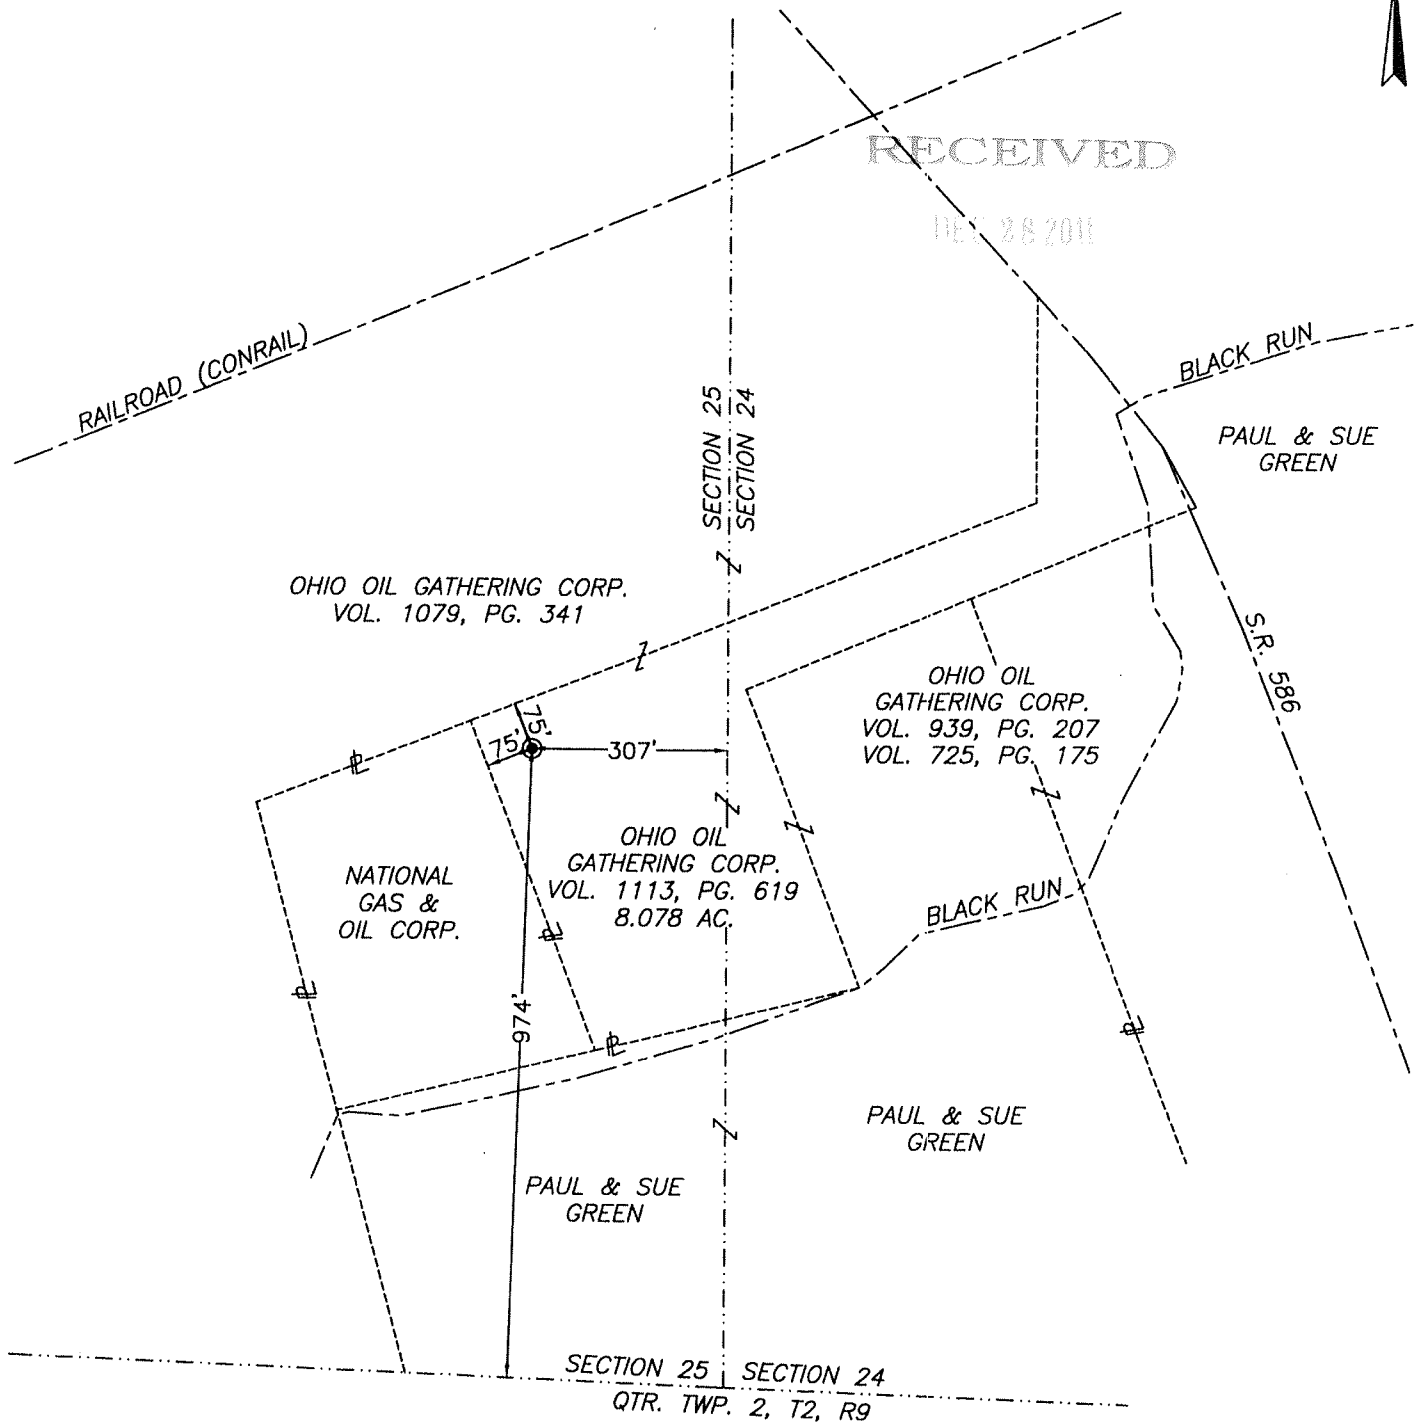 RECEIVED
DEC 28 2011
RAILROAD (CONRAIL)
BLACK RUN
PAUL & SUE
GREEN
SECTION 25
SECTION 24
OHIO OIL GATHERING CORP.
VOL. 1079, PG. 341
S.R. 586
OHIO OIL
GATHERING CORP.
VOL. 939, PG. 207
VOL. 725, PG. 175
75'
75'
307'
OHIO OIL
GATHERING CORP.
VOL. 1113, PG. 619
8.078 AC.
NATIONAL
GAS &
OIL CORP.
BLACK RUN
974'
PAUL & SUE
GREEN
PAUL & SUE
GREEN
SECTION 25
SECTION 24
QTR. TWP. 2, T2, R9